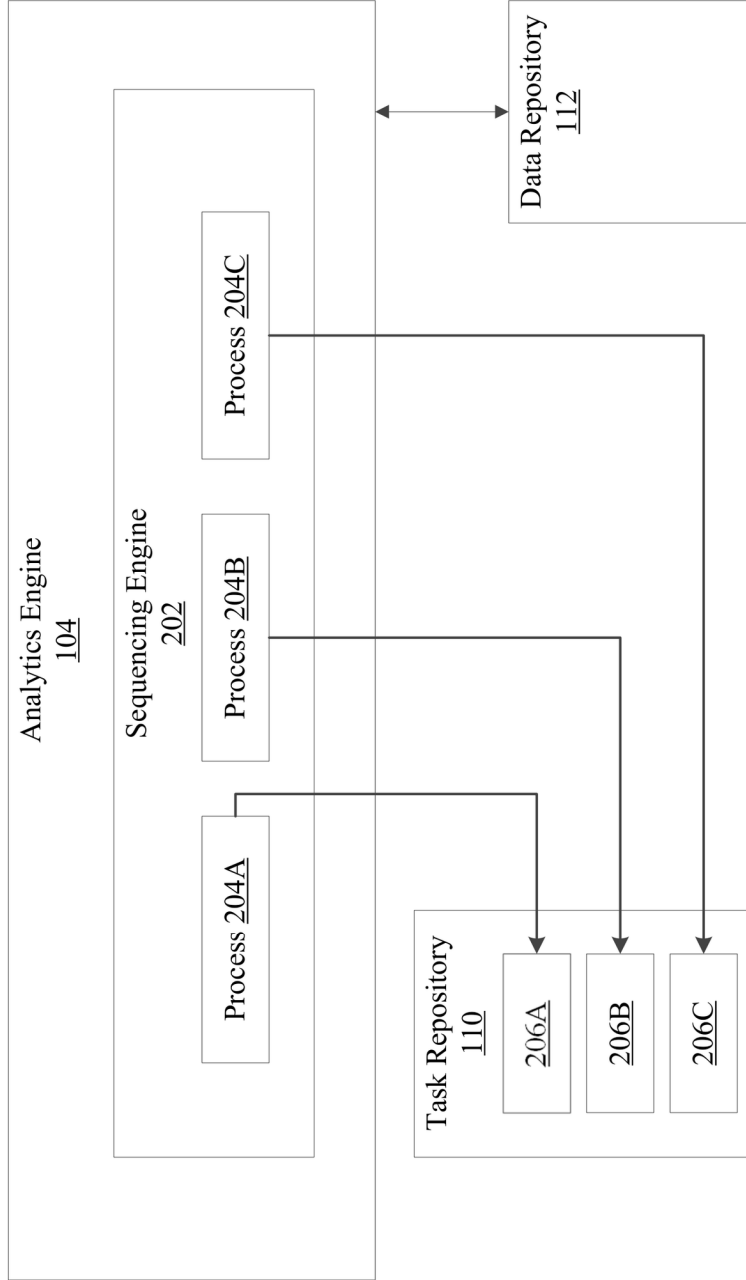 Analytics Engine
104
Sequencing Engine
202
Process 204A
Process 204B
Process 204C
Task Repository
110
206A
206B
206C
Data Repository
112